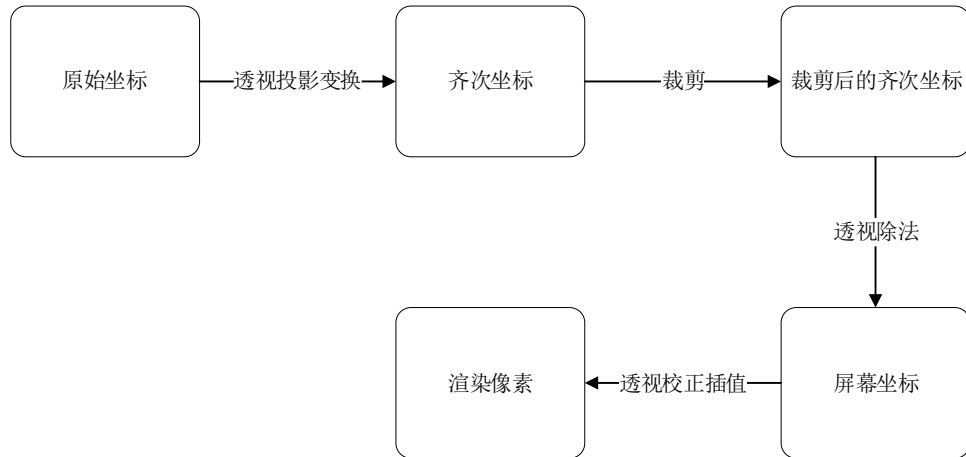 原始坐标
透视投影变换
齐次坐标
裁剪
裁剪后的齐次坐标
透视除法
屏幕坐标
透视校正插值
渲染像素